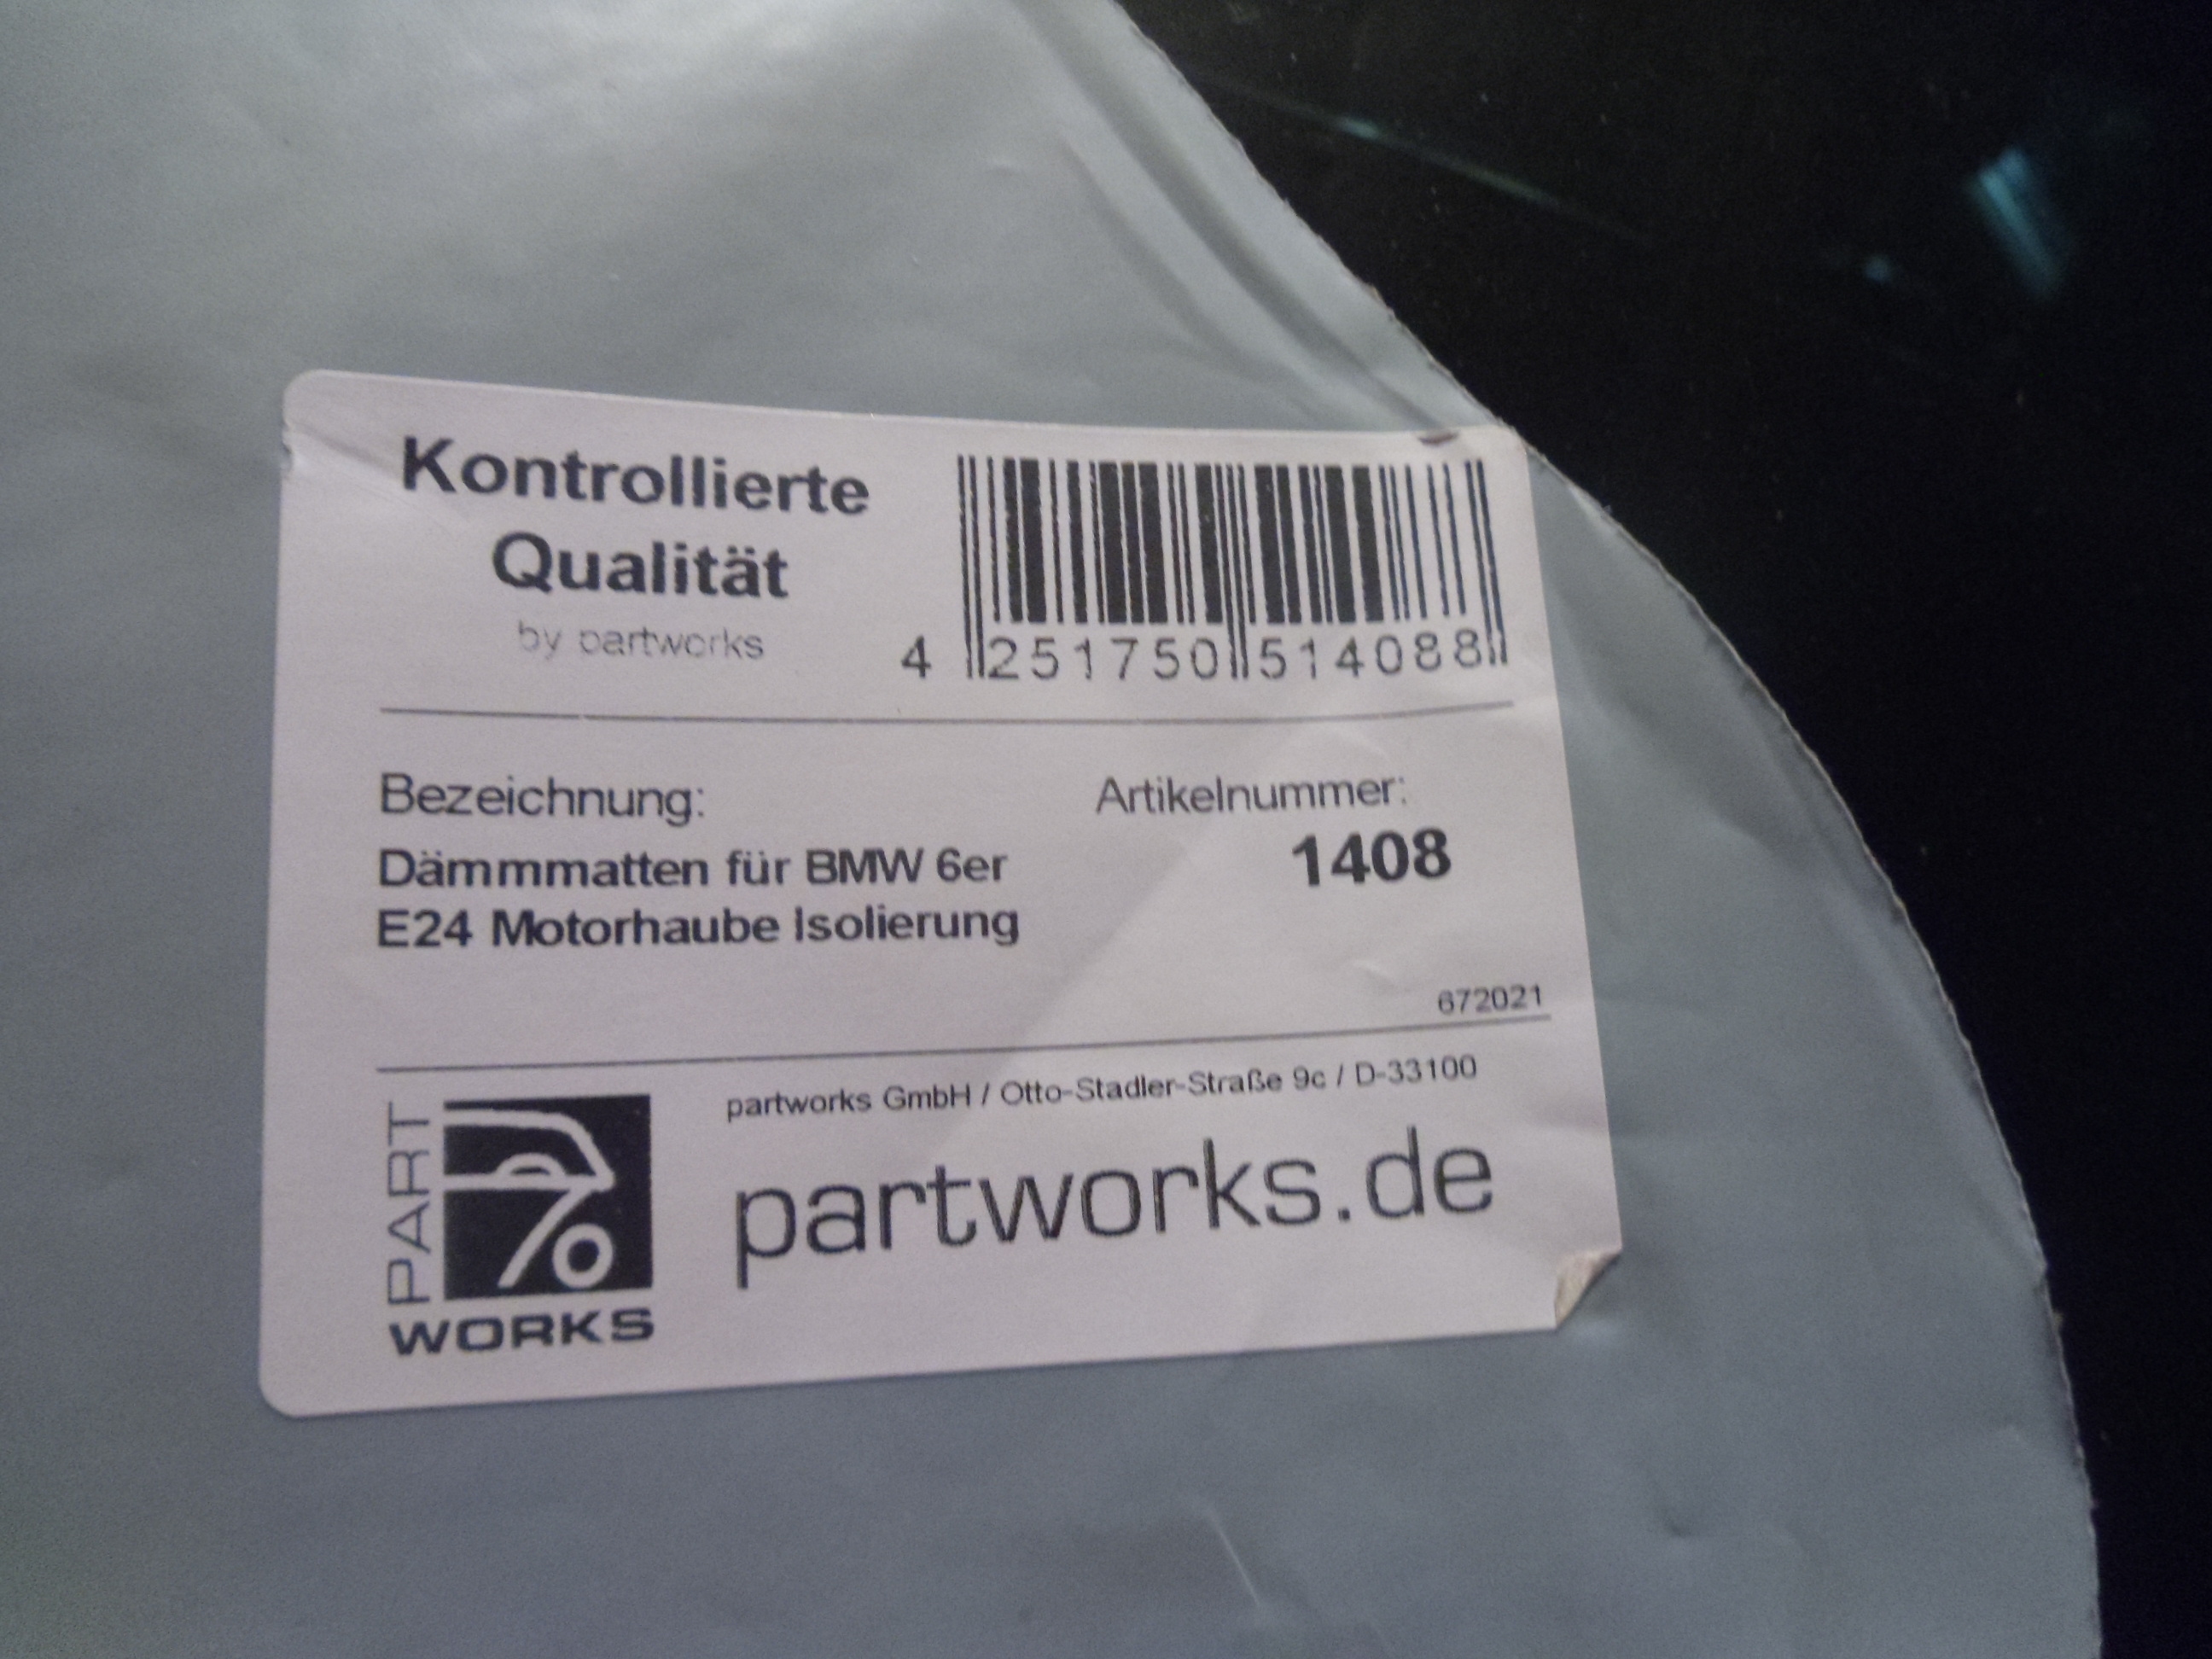 Kontrollierte
Qualität
by partworks
4 251750 514088
Bezeichnung:
Dämmmatten für BMW 6er
E24 Motorhaube Isolierung
Artikelnummer:
1408
672021
PART
WORKS
partworks GmbH / Otto-Stadler-Straße 9c / D-33100
partworks.de